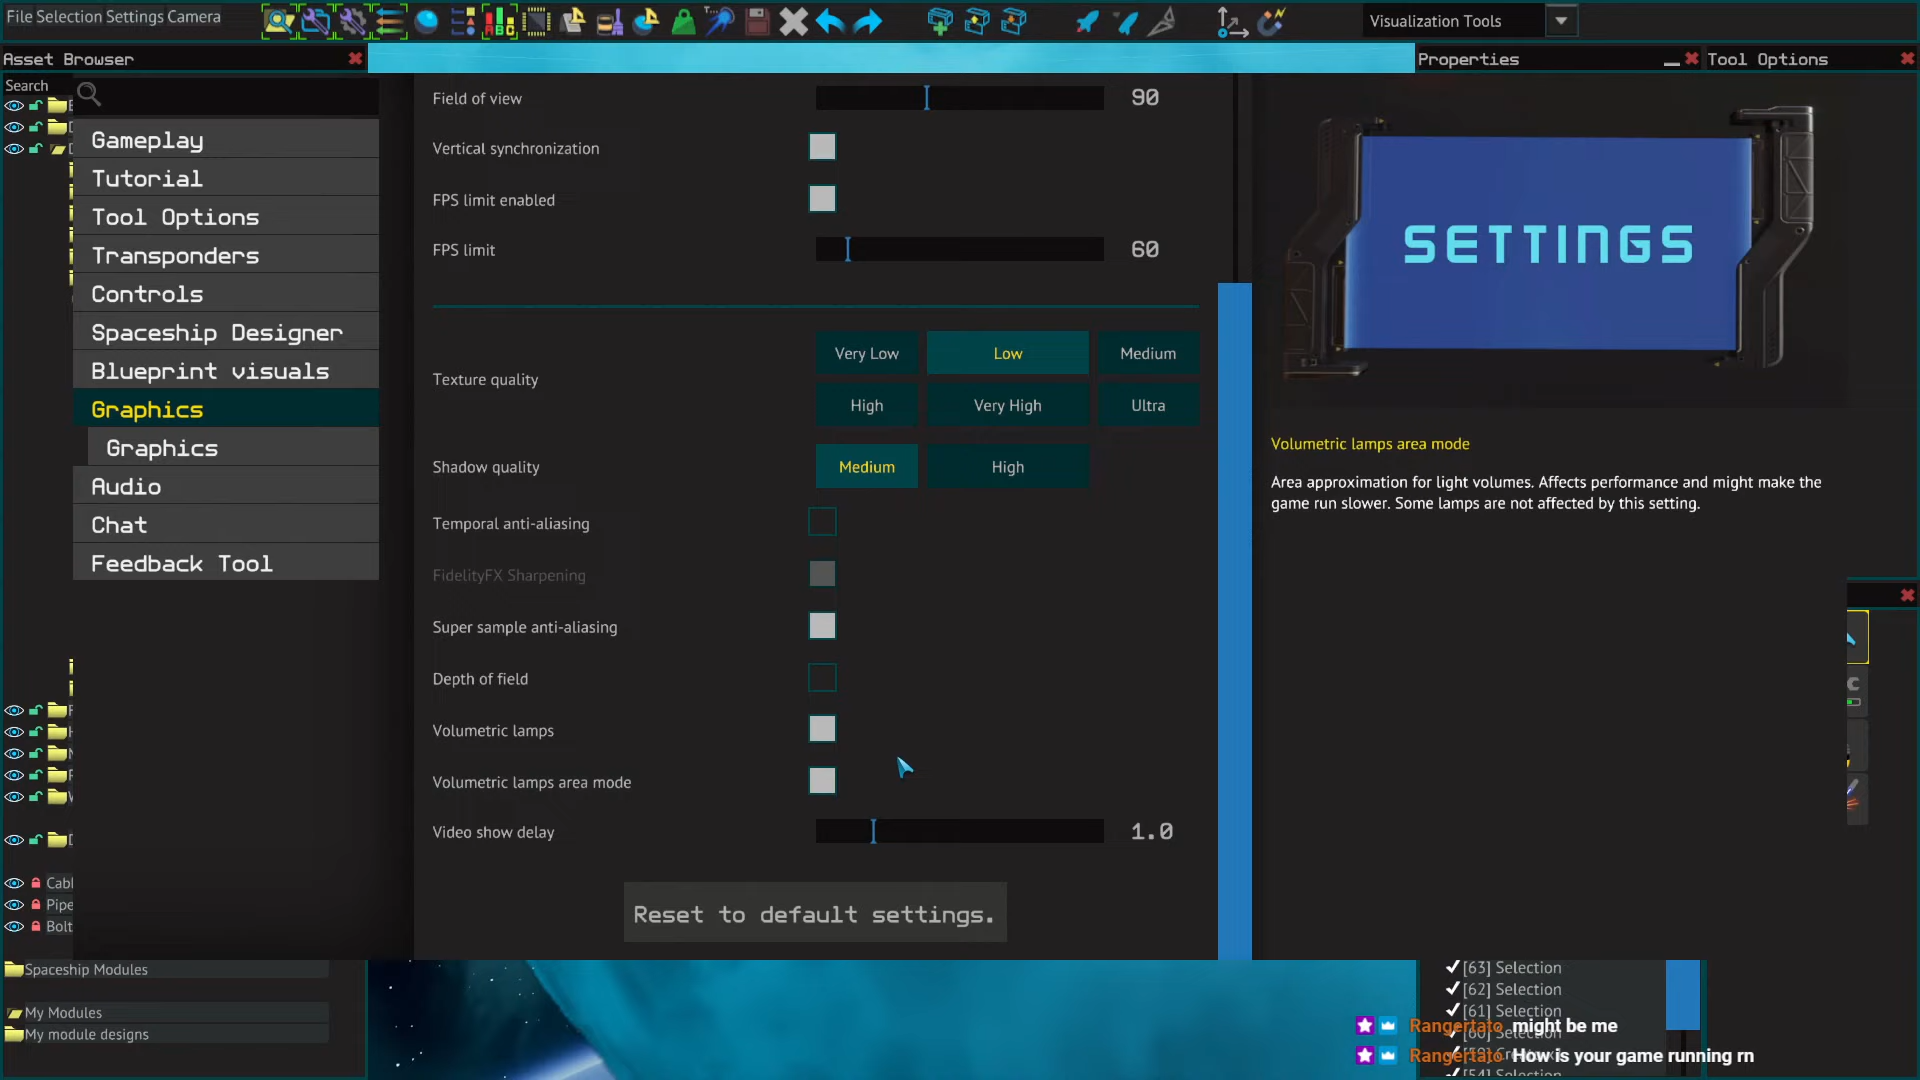 File Selection Settings Camera
ABC
Visualization Tools
Asset Browser
Properties
Tool Options
Search
Gameplay
Tutorial
Tool Options
Transponders
Controls
Spaceship Designer
Blueprint visuals
Graphics
Graphics
Audio
Chat
Feedback Tool
Field of view
90
Vertical synchronization
FPS limit enabled
FPS limit
60
Texture quality
Very Low
Low
Medium
High
Very High
Ultra
Shadow quality
Medium
High
Temporal anti-aliasing
FidelityFX Sharpening
Super sample anti-aliasing
Depth of field
Volumetric lamps
Volumetric lamps area mode
Video show delay
1.0
Reset to default settings.
SETTINGS
Volumetric lamps area mode
Area approximation for light volumes. Affects performance and might make the
game run slower. Some lamps are not affected by this setting.
Cabl
Pipe
Bolt
Spaceship Modules
My Modules
My module designs
[63] Selection
[62] Selection
[61] Selection
Rangertato might be me
Rangertato How is your game running rn